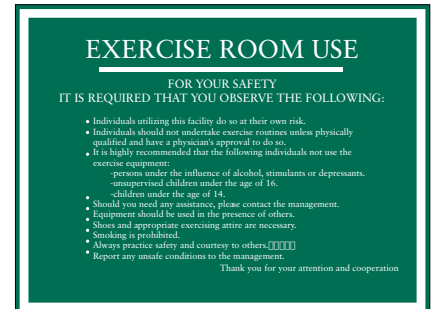 EXERCISE ROOM USE
FOR YOUR SAFETY
IT IS REQUIRED THAT YOU OBSERVE THE FOLLOWING:
• Individuals utilizing this facility do so at their own risk.
• Individuals should not undertake exercise routines unless physically
qualified and have a physician's approval to do so.
• It is highly recommended that the following individuals not use the
exercise equipment:
-persons under the influence of alcohol, stimulants or depressants.
-unsupervised children under the age of 16.
-children under the age of 14.
• Should you need any assistance, please contact the management.
• Equipment should be used in the presence of others.
• Shoes and appropriate exercising attire are necessary.
• Smoking is prohibited.
• Always practice safety and courtesy to others.▯▯▯▯▯
• Report any unsafe conditions to the management.
Thank you for your attention and cooperation